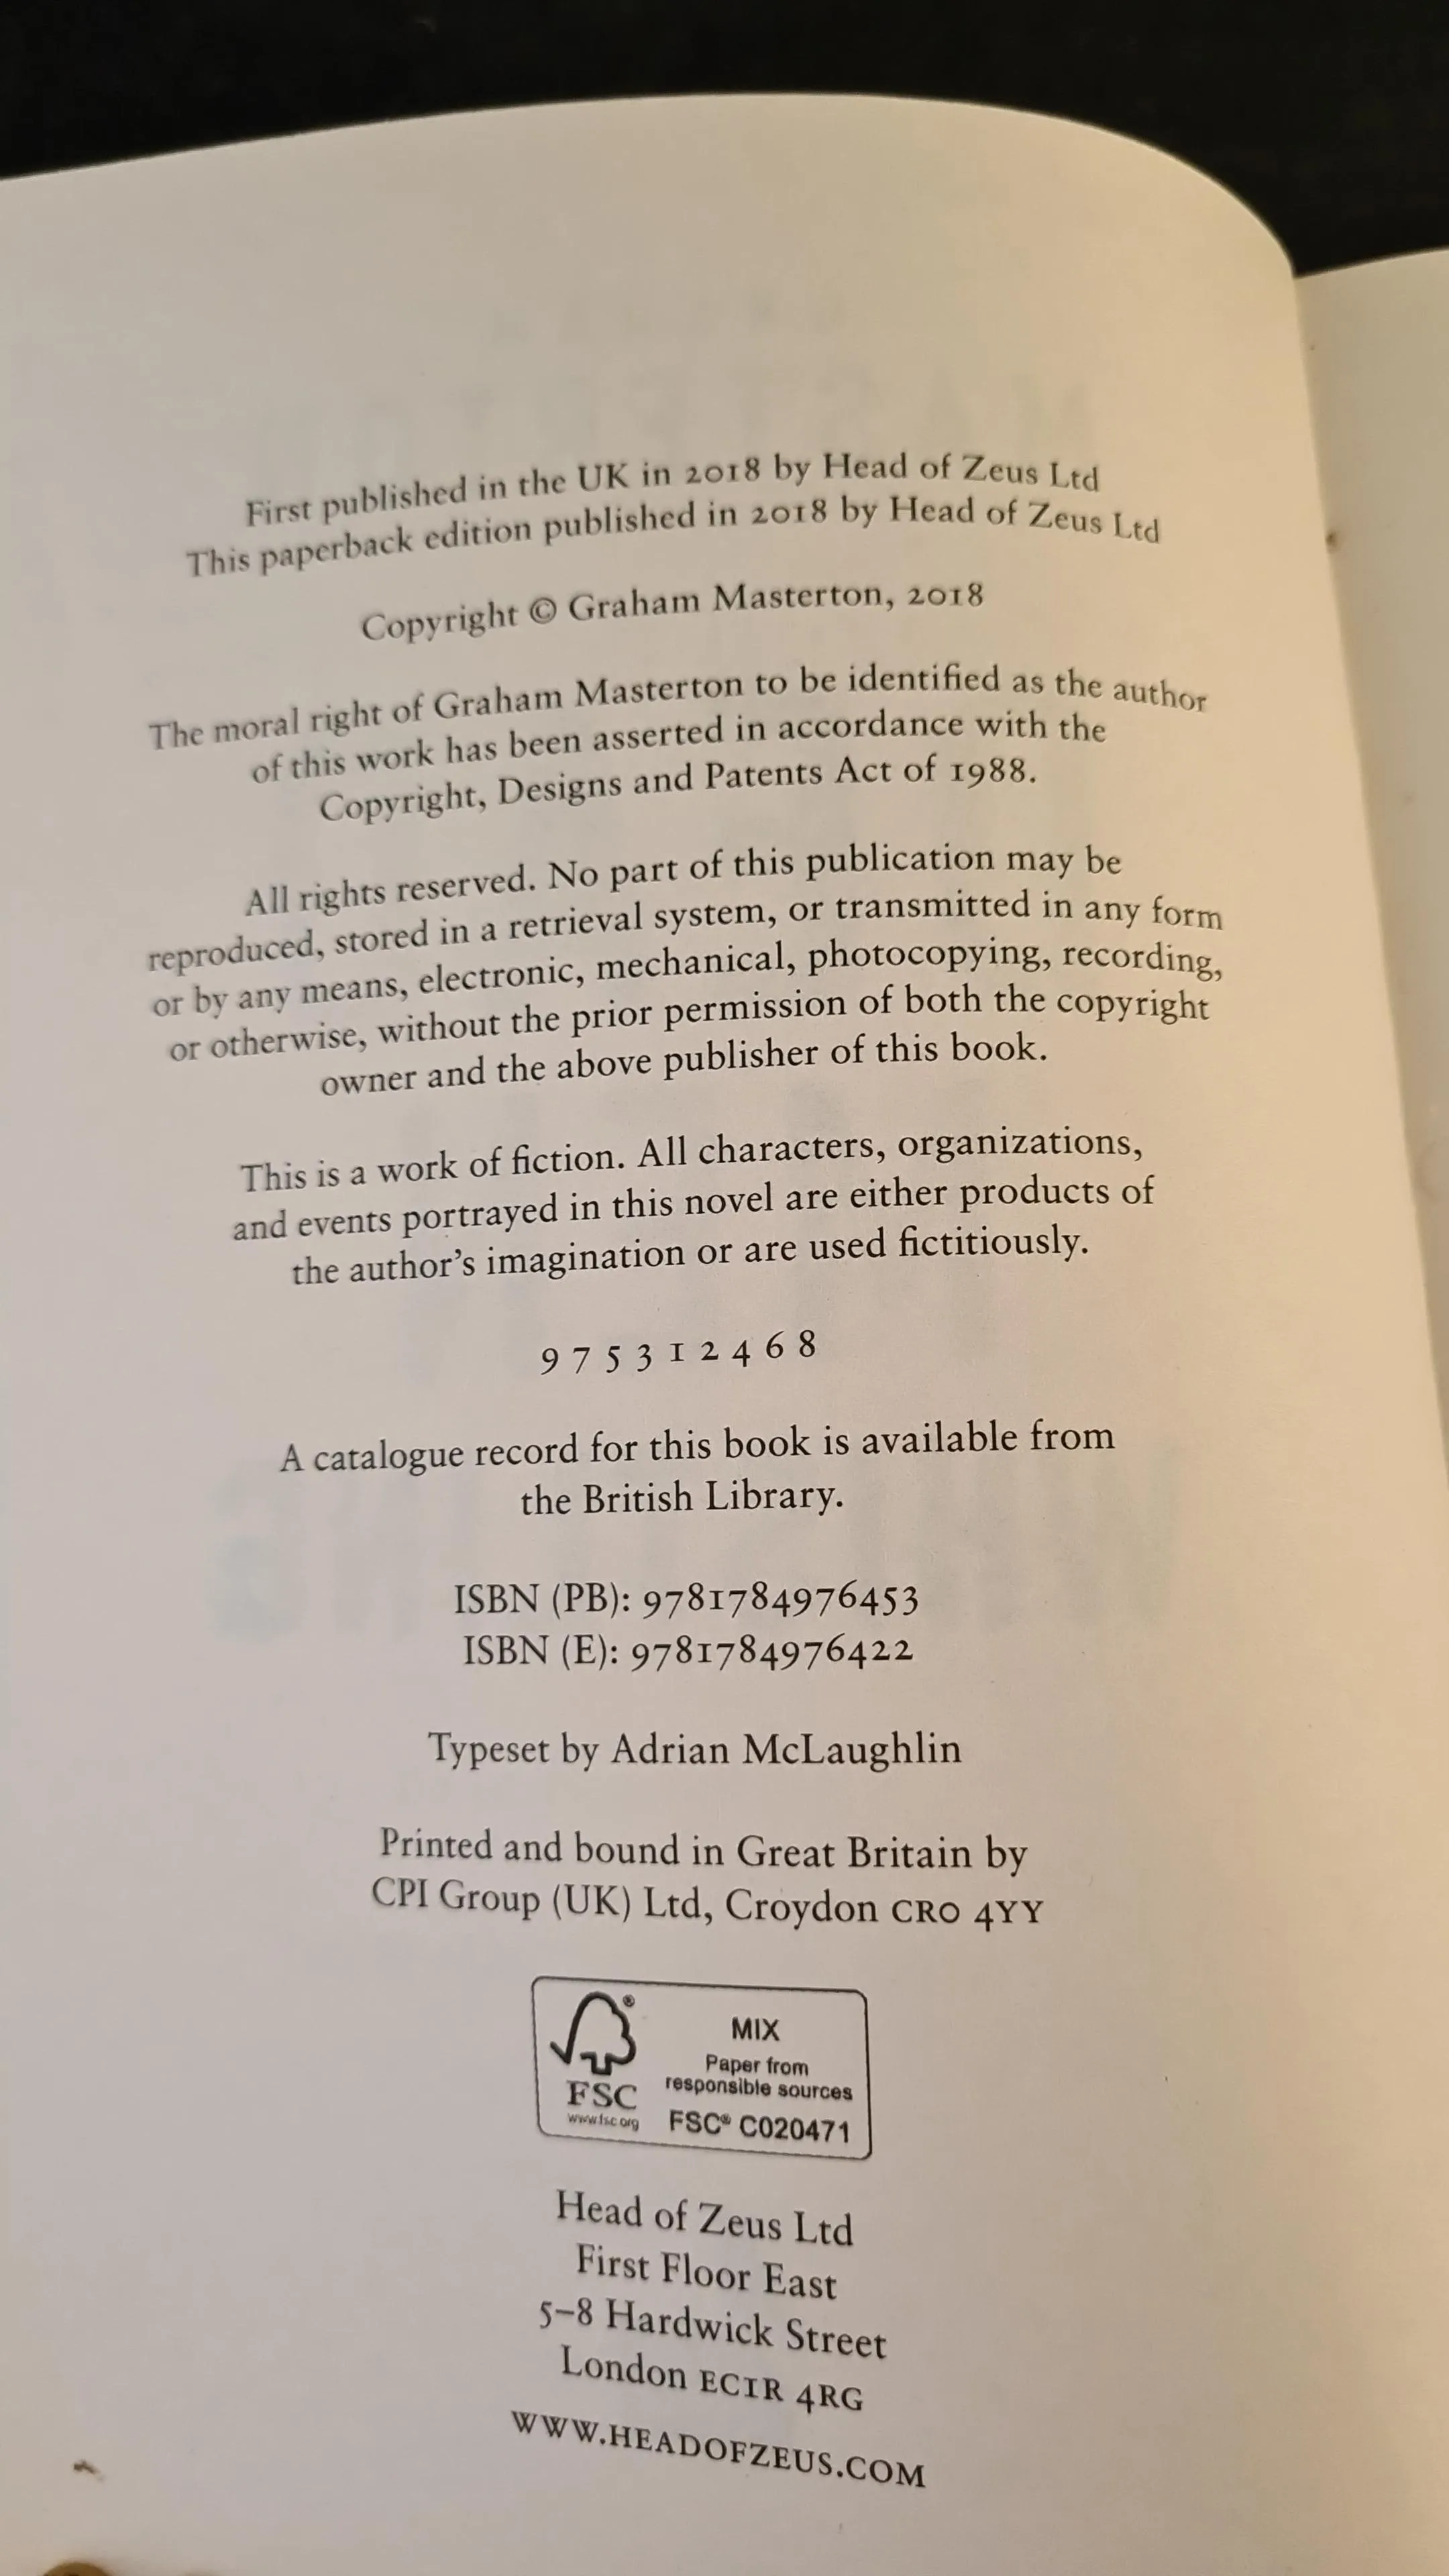 First published in the UK in 2018 by Head of Zeus Ltd
This paperback edition published in 2018 by Head of Zeus Ltd
Copyright © Graham Masterton, 2018
The moral right of Graham Masterton to be identified as the author
of this work has been asserted in accordance with the
Copyright, Designs and Patents Act of 1988.
All rights reserved. No part of this publication may be
reproduced, stored in a retrieval system, or transmitted in any form
or by any means, electronic, mechanical, photocopying, recording,
or otherwise, without the prior permission of both the copyright
owner and the above publisher of this book.
This is a work of fiction. All characters, organizations,
and events portrayed in this novel are either products of
the author's imagination or are used fictitiously.
9 7 5 3 1 2 4 6 8
A catalogue record for this book is available from
the British Library.
ISBN (PB): 9781784976453
ISBN (E): 9781784976422
Typeset by Adrian McLaughlin
Printed and bound in Great Britain by
CPI Group (UK) Ltd, Croydon CR0 4YY
MIX
Paper from
responsible sources
FSC® C020471
®
FSC
www.fsc.org
Head of Zeus Ltd
First Floor East
5–8 Hardwick Street
London EC1R 4RG
WWW.HEADOFZEUS.COM